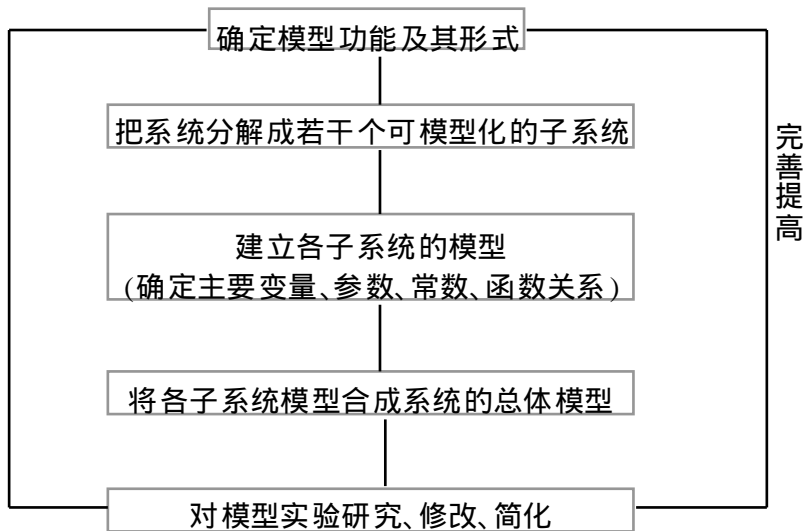 确定模型功能及其形式
把系统分解成若干个可模型化的子系统
建立各子系统的模型
(确定主要变量、参数、常数、函数关系)
将各子系统模型合成系统的总体模型
对模型实验研究、修改、简化
完善提高